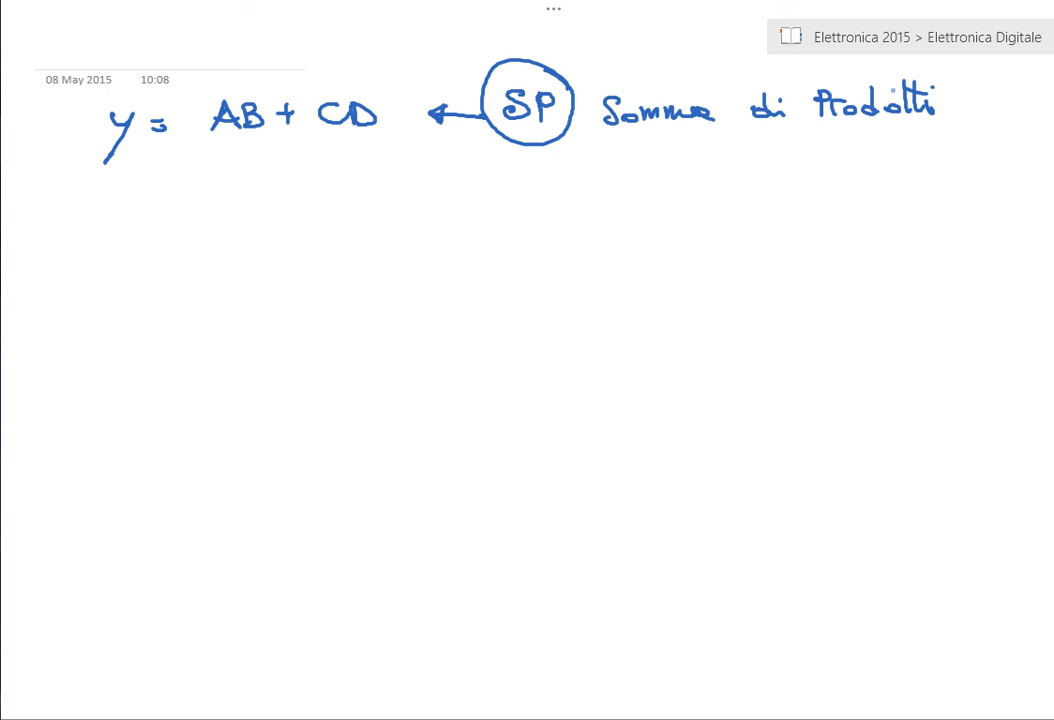 Elettronica 2015 > Elettronica Digitale
08 May 2015 10:08
y = AB + CD ← SP Somma di Prodotti